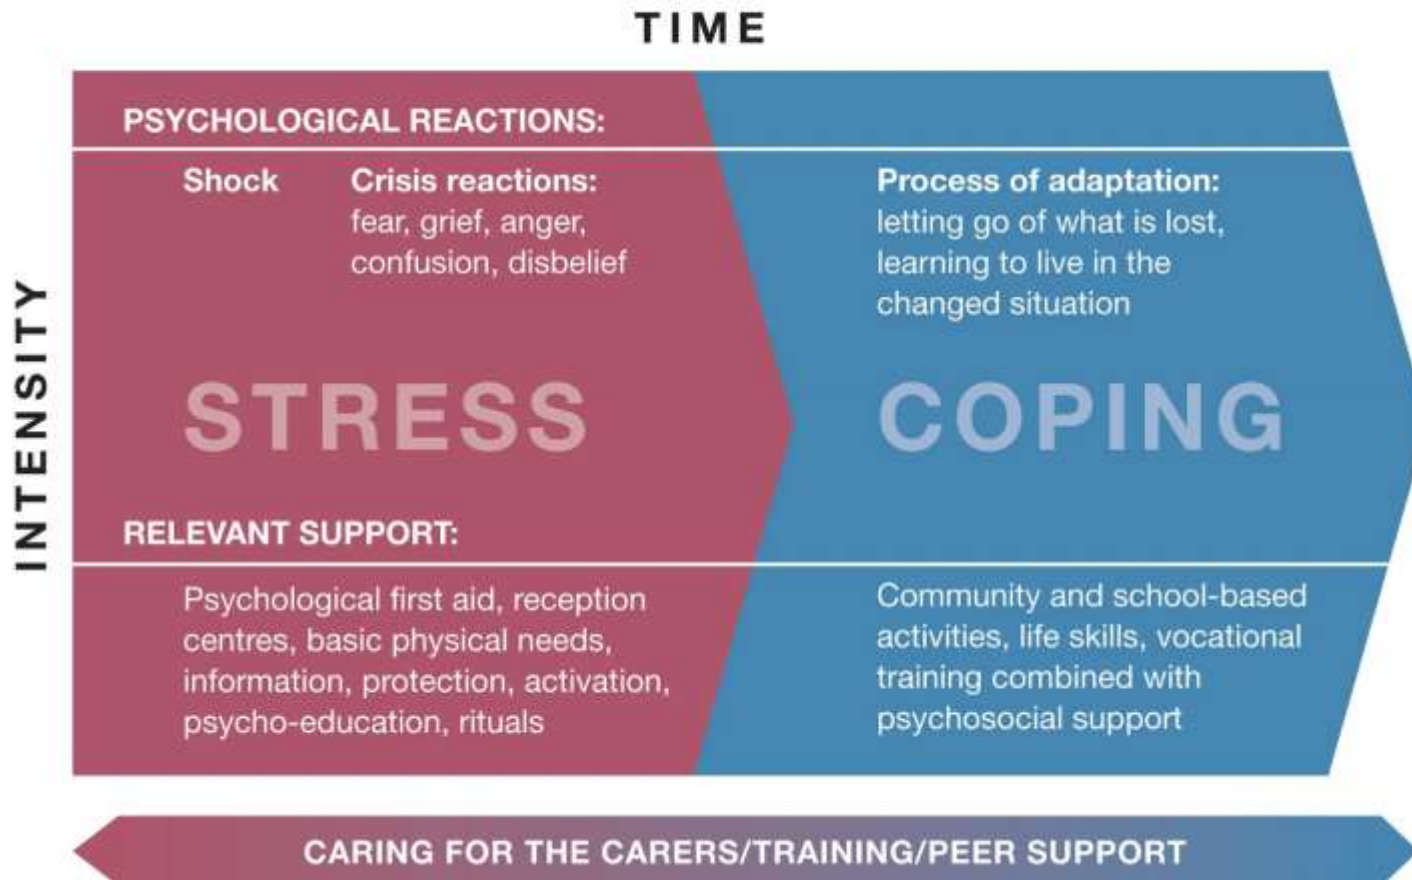 TIME
INTENSITY
PSYCHOLOGICAL REACTIONS:
Shock
Crisis reactions:
fear, grief, anger,
confusion, disbelief
Process of adaptation:
letting go of what is lost,
learning to live in the
changed situation
STRESS
COPING
RELEVANT SUPPORT:
Psychological first aid, reception
centres, basic physical needs,
information, protection, activation,
psycho-education, rituals
Community and school-based
activities, life skills, vocational
training combined with
psychosocial support
CARING FOR THE CARERS/TRAINING/PEER SUPPORT